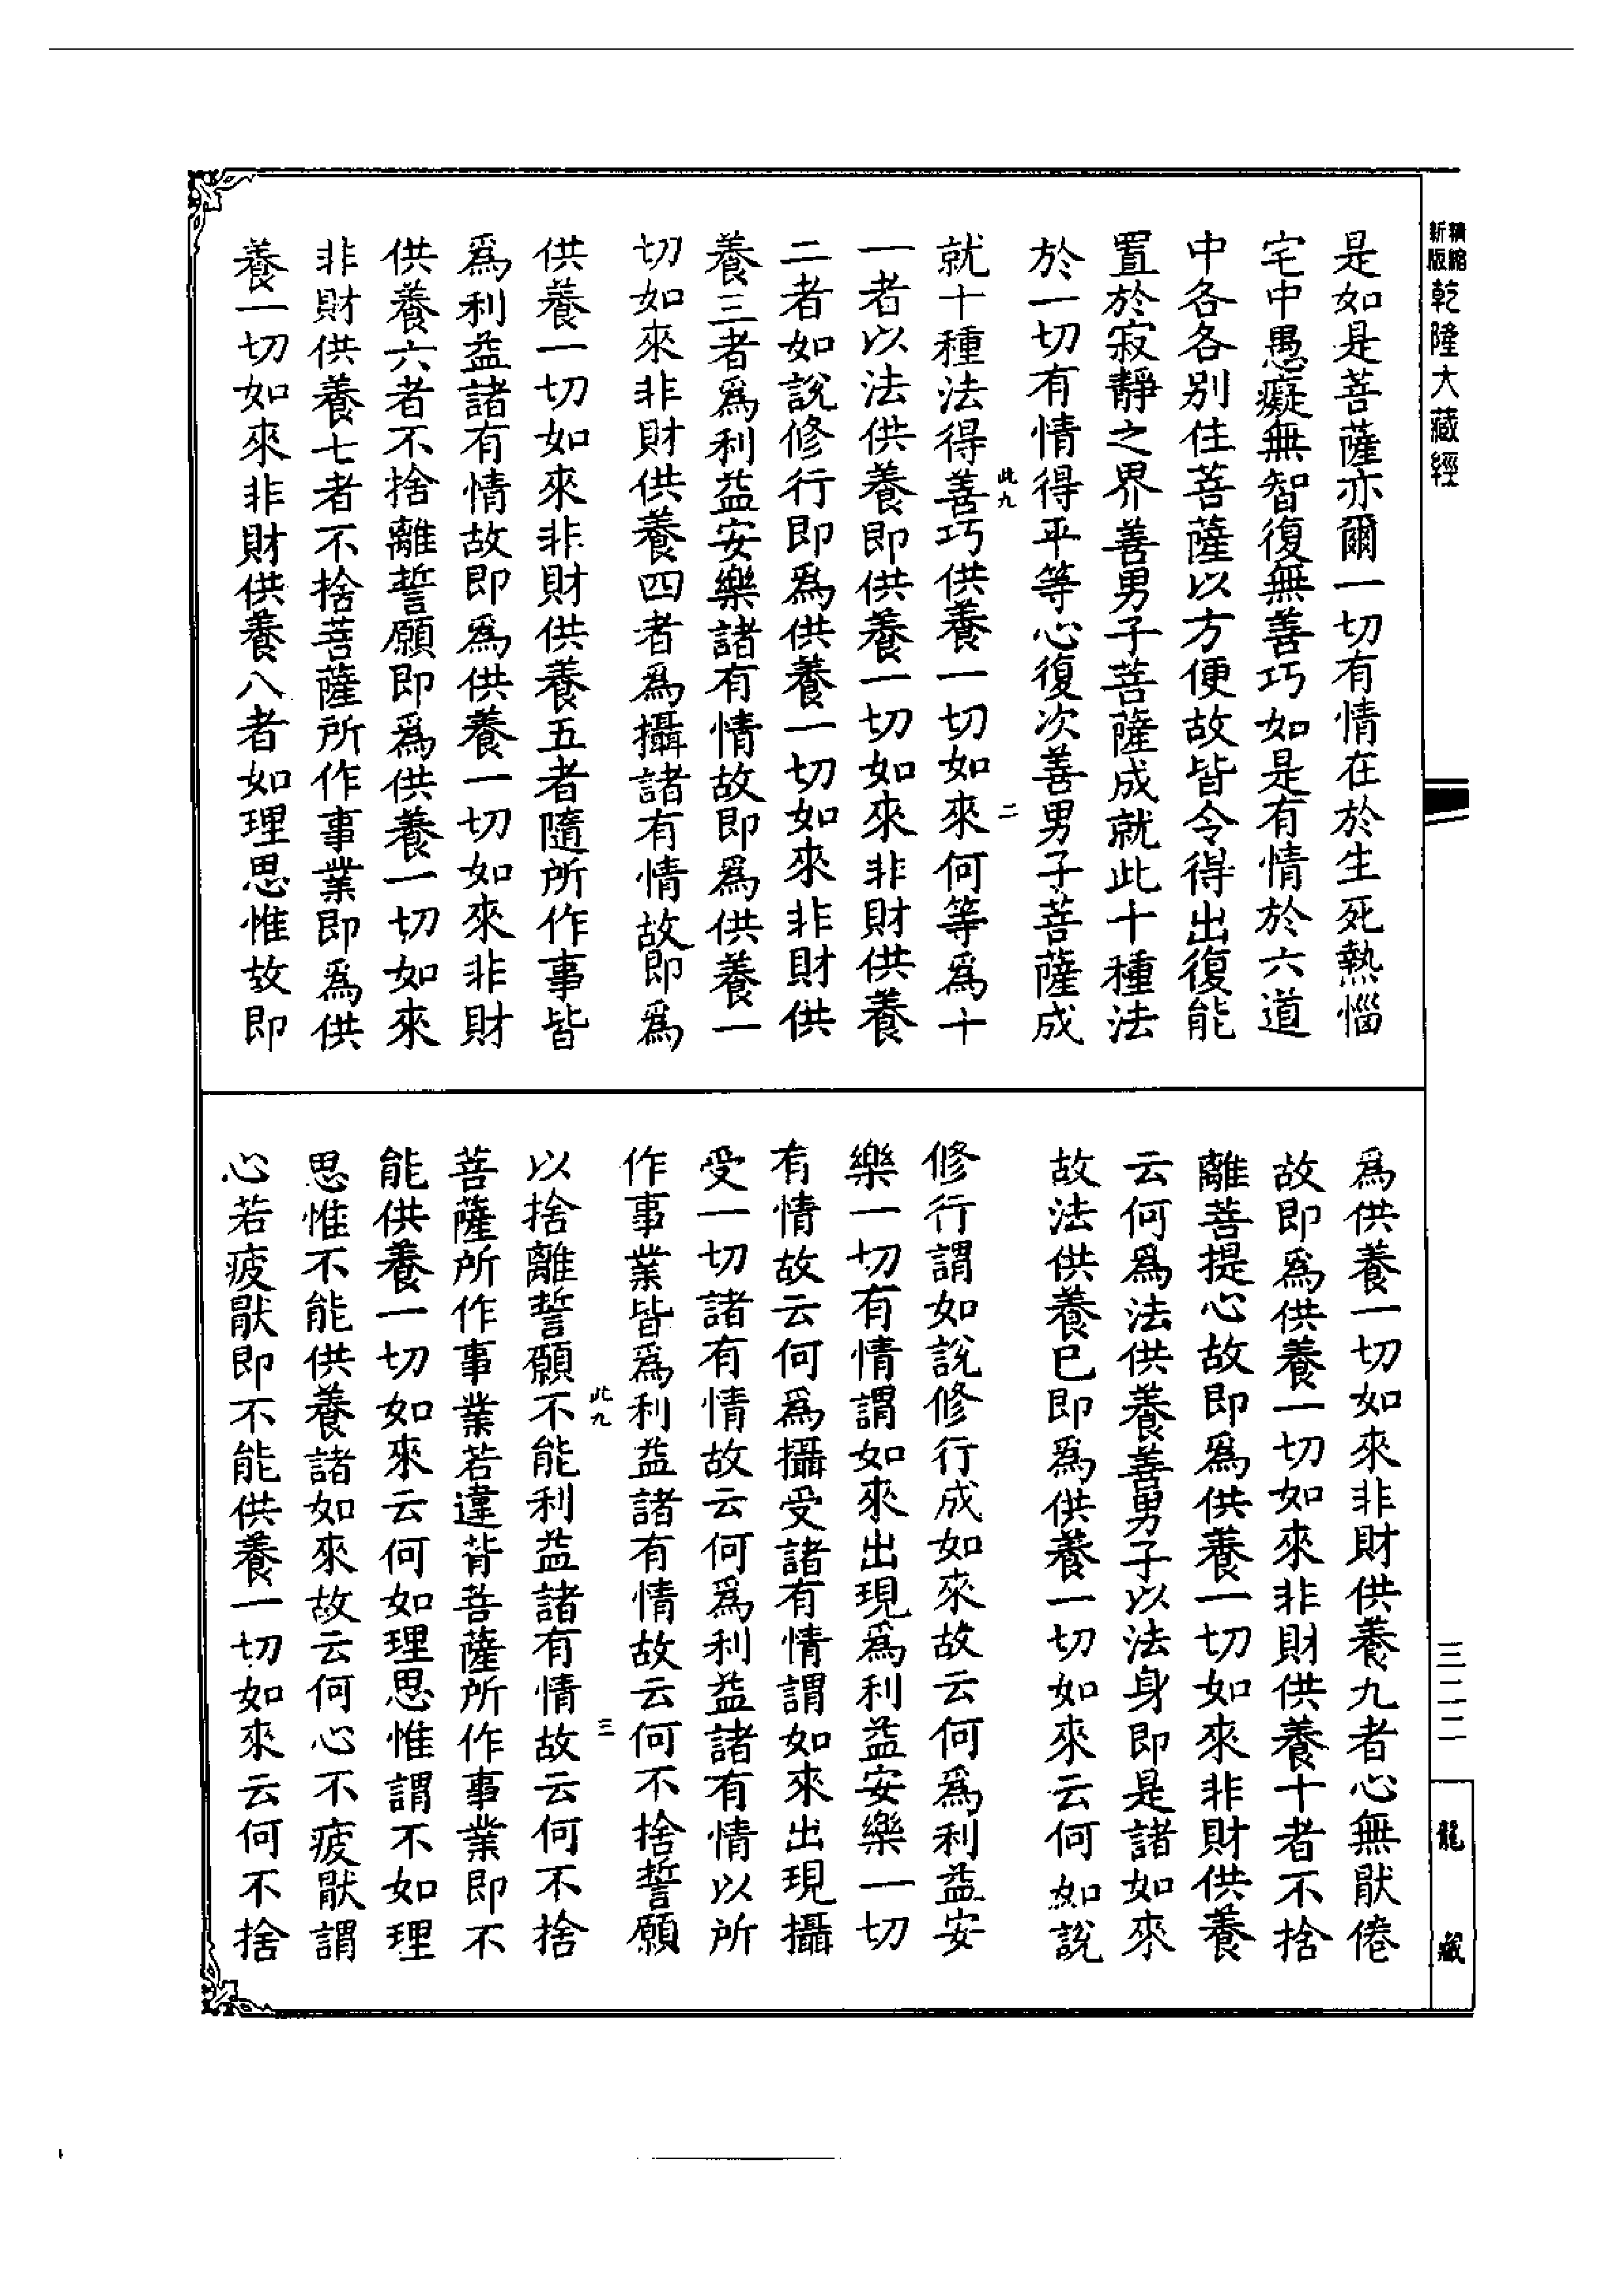 精縮新版乾隆大藏經
三二二
龍藏
是如是菩薩亦爾一切有情在於生死熱惱
宅中愚癡無智復無善巧如是有情於六道
中各各別住菩薩以方便故皆令得出復能
置於寂靜之界善男子菩薩成就此十種法
於一切有情得平等心復次善男子菩薩成
此九 二
就十種法得善巧供養一切如來何等爲十
一者以法供養即供養一切如來非財供養
二者如說修行即爲供養一切如來非財供
養三者爲利益安樂諸有情故即爲供養一
切如來非財供養四者爲攝諸有情故即爲
供養一切如來非財供養五者隨所作事皆
爲利益諸有情故即爲供養一切如來非財
供養六者不捨離誓願即爲供養一切如來
非財供養七者不捨菩薩所作事業即爲供
養一切如來非財供養八者如理思惟故即
爲供養一切如來非財供養九者心無厭倦
故即爲供養一切如來非財供養十者不捨
離菩提心故即爲供養一切如來非財供養
云何爲法供養善男子以法身即是諸如來
故法供養已即爲供養一切如來云何如說
修行謂如說修行成如來故云何爲利益安
樂一切有情謂如來出現爲利益安樂一切
有情故云何爲攝受諸有情謂如來出現攝
受一切諸有情故云何爲利益諸有情以所
作事業皆爲利益諸有情故云何不捨誓願
此九 三
以捨離誓願不能利益諸有情故云何不捨
菩薩所作事業若違背菩薩所作事業即不
能供養一切如來云何如理思惟謂不如理
思惟不能供養諸如來故云何心不疲厭謂
心若疲厭即不能供養一切如來云何不捨